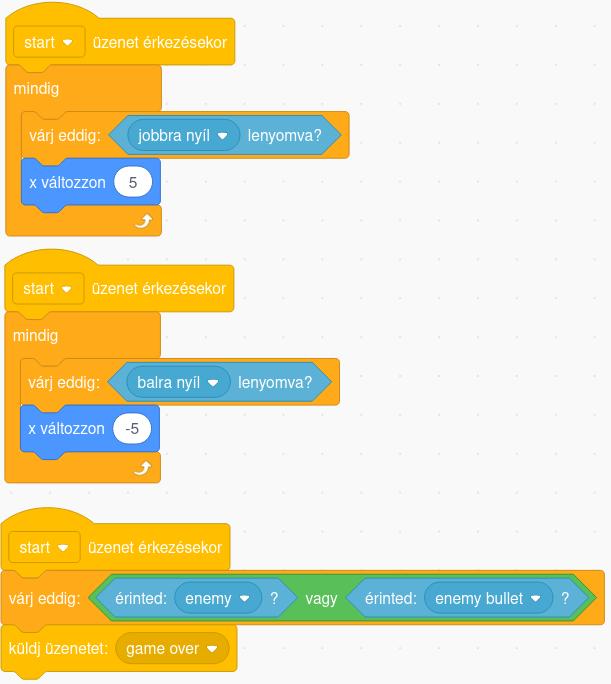 start üzenet érkezésekor
mindig
várj eddig: jobbra nyíl lenyomva?
x változzon 5
start üzenet érkezésekor
mindig
várj eddig: balra nyíl lenyomva?
x változzon -5
start üzenet érkezésekor
várj eddig: érinted: enemy ? vagy érinted: enemy bullet ?
küldj üzenetet: game over